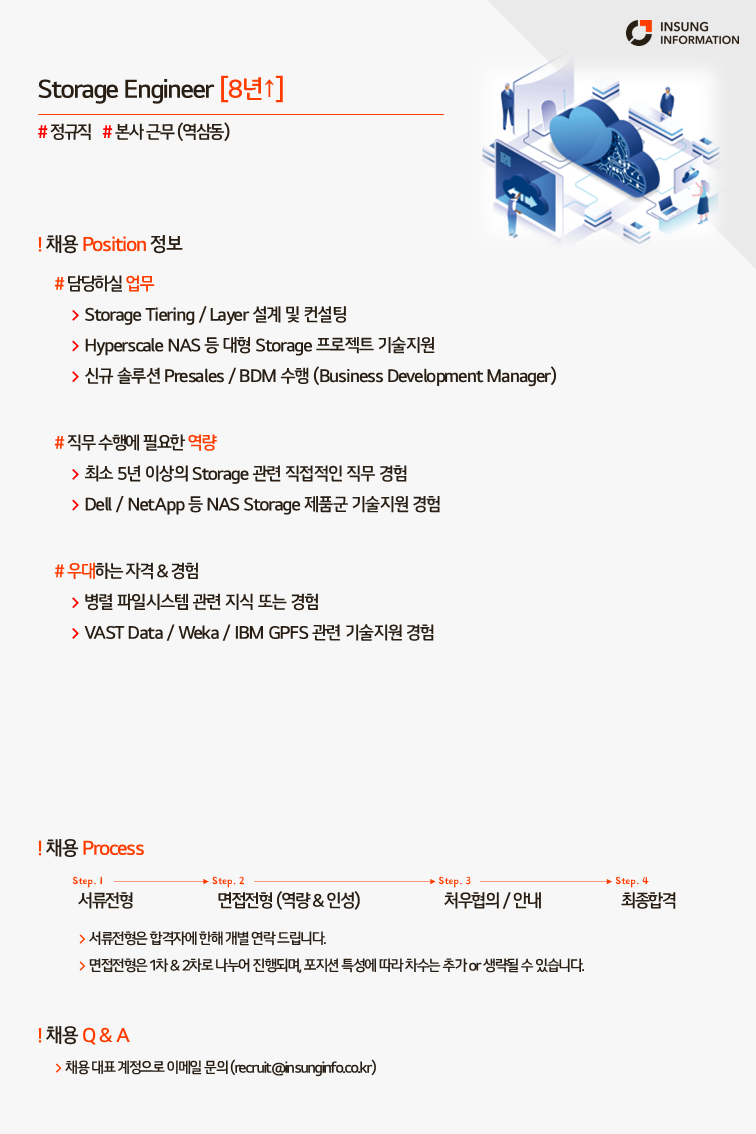 INSUNG
INFORMATION
Storage Engineer [8년↑]
# 정규직 # 본사 근무 (역삼동)
! 채용 Position 정보
# 담당하실 업무
> Storage Tiering / Layer 설계 및 컨설팅
> Hyperscale NAS 등 대형 Storage 프로젝트 기술지원
> 신규 솔루션 Presales / BDM 수행 (Business Development Manager)
# 직무 수행에 필요한 역량
> 최소 5년 이상의 Storage 관련 직접적인 직무 경험
> Dell / NetApp 등 NAS Storage 제품군 기술지원 경험
# 우대하는 자격 & 경험
> 병렬 파일시스템 관련 지식 또는 경험
> VAST Data / Weka / IBM GPFS 관련 기술지원 경험
! 채용 Process
Step. 1 Step. 2 Step. 3 Step. 4
서류전형 면접전형 (역량 & 인성) 처우협의 / 안내 최종합격
> 서류전형은 합격자에 한해 개별 연락 드립니다.
> 면접전형은 1차 & 2차로 나누어 진행되며, 포지션 특성에 따라 차수는 추가 or 생략될 수 있습니다.
! 채용 Q & A
> 채용 대표 계정으로 이메일 문의 (recruit@insunginfo.co.kr)